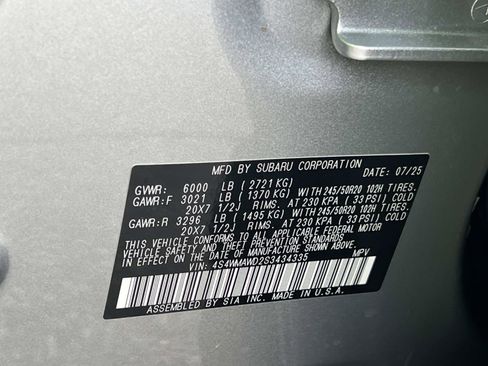 MFD BY SUBARU CORPORATION DATE: 07/25
GVWR: 6000 LB ( 2721 KG)
GAWR: F 3021 LB ( 1370 KG) WITH 245/50R20 102H TIRES.
20X7 1/2J RIMS. AT 230 KPA ( 33 PSI) COLD
GAWR: R 3296 LB ( 1495 KG) WITH 245/50R20 102H TIRES.
20X7 1/2J RIMS. AT 230 KPA ( 33 PSI) COLD
THIS VEHICLE CONFORMS TO ALL APPLICABLE FEDERAL MOTOR
VEHICLE SAFETY AND THEFT PREVENTION STANDARDS
IN EFFECT ON THE DATE OF MANUFACTURE SHOWN ABOVE.
VEHICLE IDENTIFICATION NO.: 4S4WMAWD2S3434335 MPV
ASSEMBLED BY SIA INC. MADE IN U.S.A.